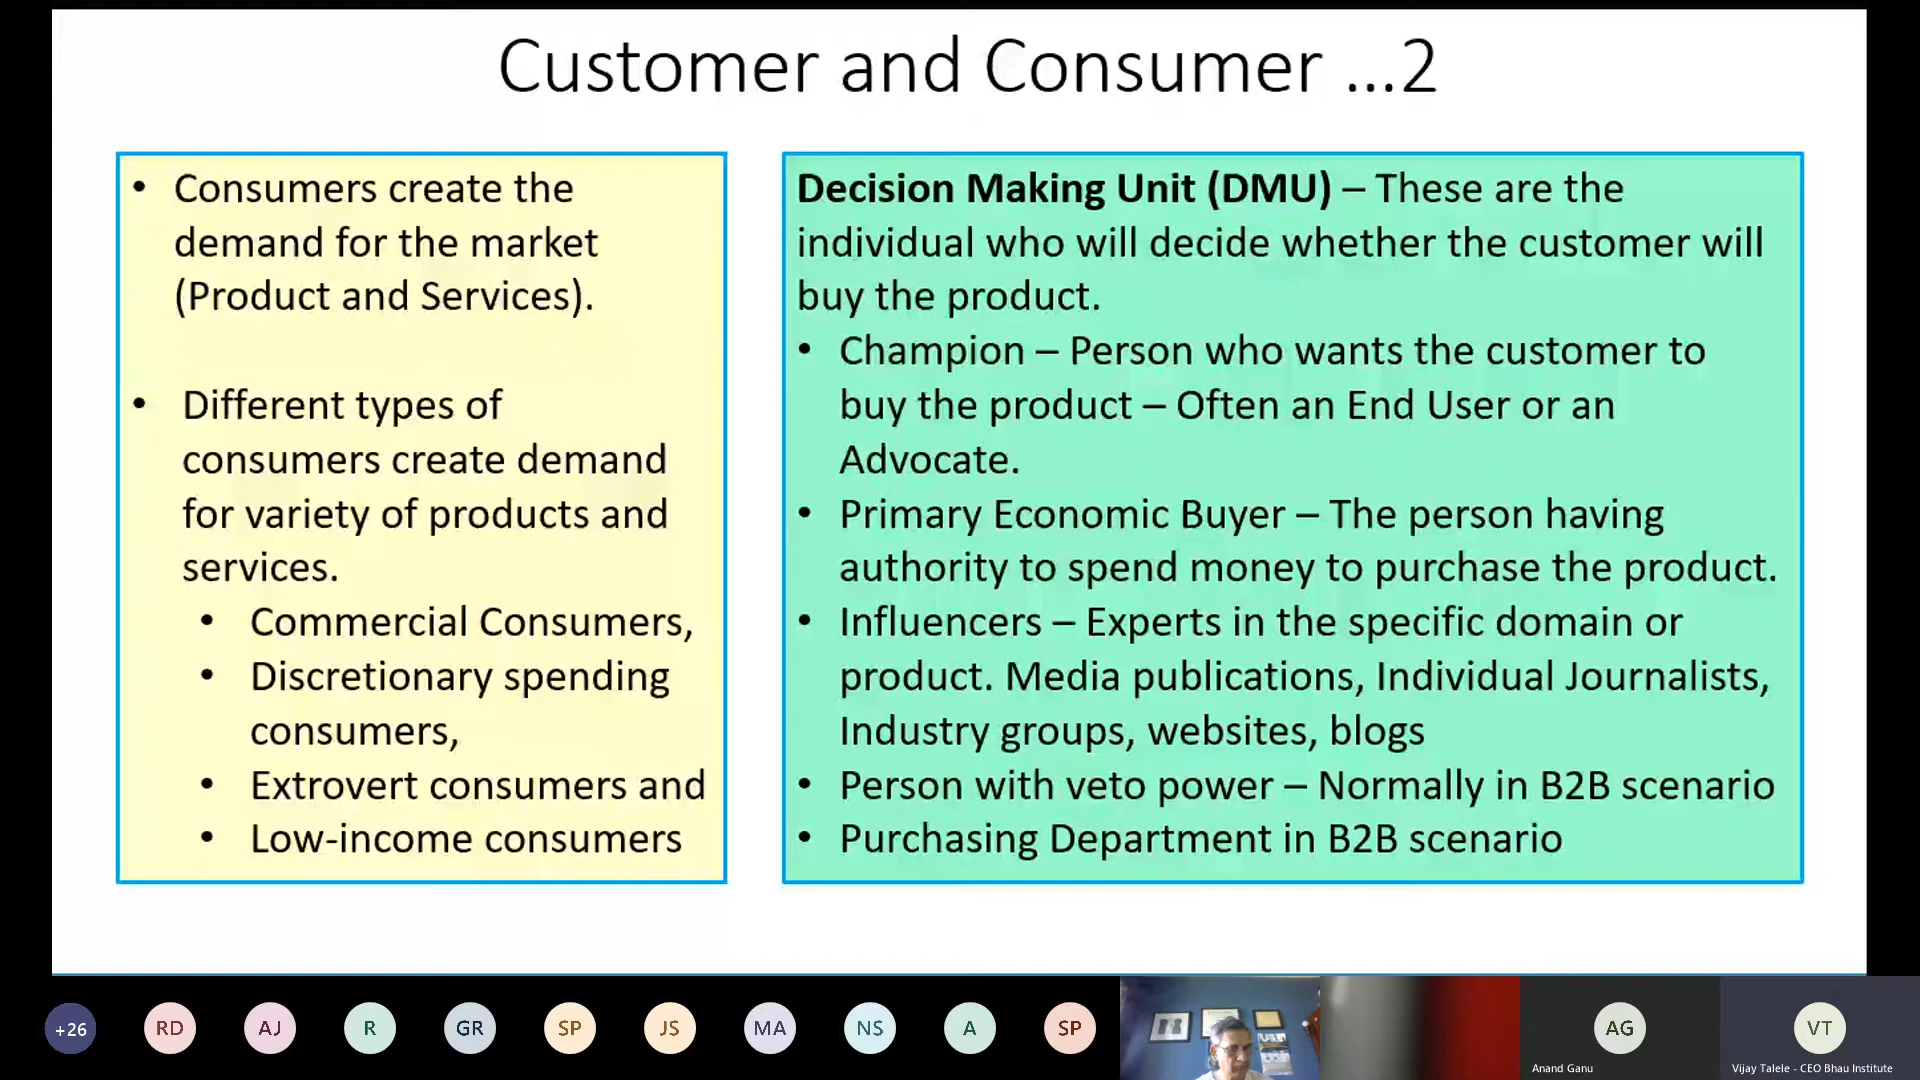 Customer and Consumer ...2
• Consumers create the
demand for the market
(Product and Services).
• Different types of
consumers create demand
for variety of products and
services.
• Commercial Consumers,
• Discretionary spending
consumers,
• Extrovert consumers and
• Low-income consumers
Decision Making Unit (DMU) – These are the
individual who will decide whether the customer will
buy the product.
• Champion – Person who wants the customer to
buy the product – Often an End User or an
Advocate.
• Primary Economic Buyer – The person having
authority to spend money to purchase the product.
• Influencers – Experts in the specific domain or
product. Media publications, Individual Journalists,
Industry groups, websites, blogs
• Person with veto power – Normally in B2B scenario
• Purchasing Department in B2B scenario
+26
RD
AJ
R
GR
SP
JS
MA
NS
A
SP
AG
Anand Ganu
VT
Vijay Talele - CEO Bhau Institute